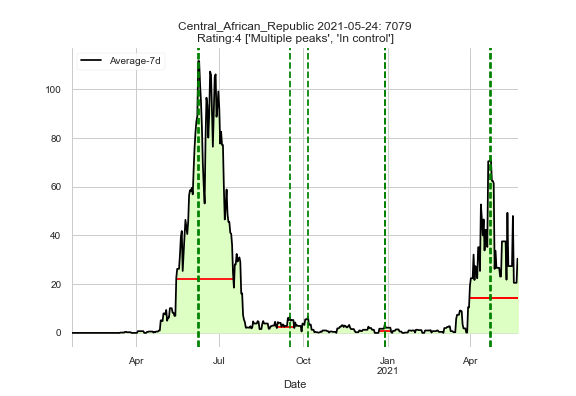 Central_African_Republic 2021-05-24: 7079
Rating:4 ['Multiple peaks', 'In control']
Average-7d
100
80
60
40
20
0
Apr
Jul
Oct
Jan
2021
Apr
Date